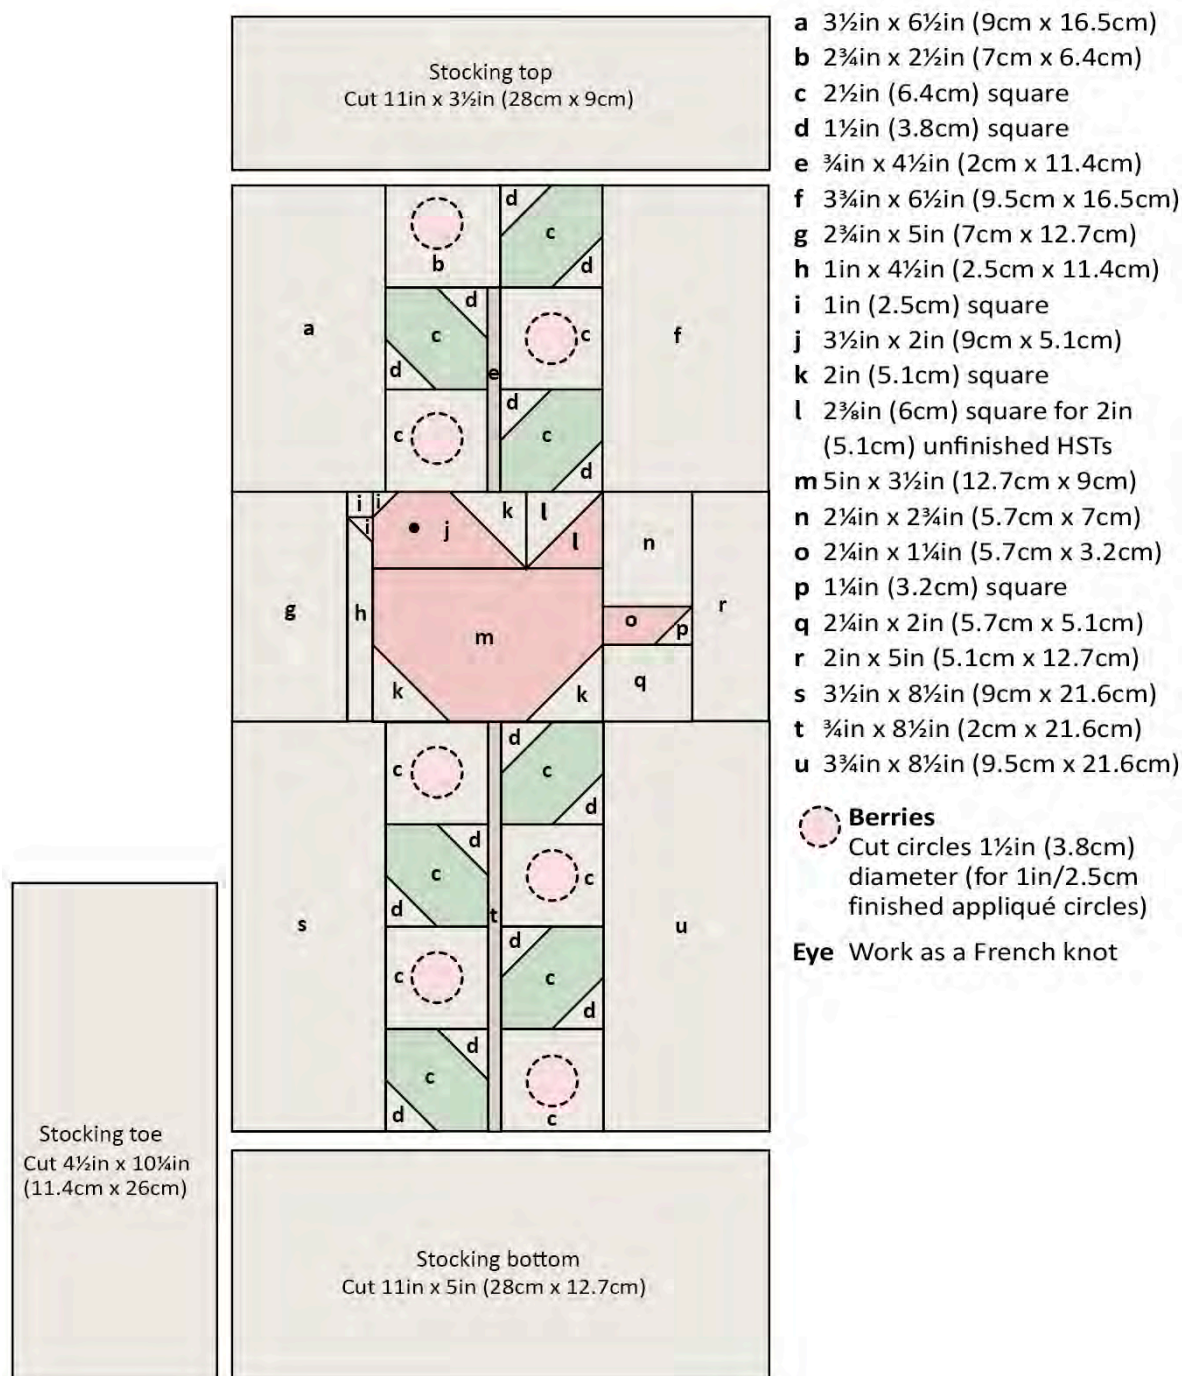 Stocking top
Cut 11in x 3½in (28cm x 9cm)
d
c
b
d
a
d
c
c
f
d
e
d
c
c
d
i
i
k
l
i
j
l
n
g
h
o
r
m
p
k
k
q
d
c
c
d
d
c
c
d
t
s
u
d
c
c
d
d
c
d
c
Stocking toe
Cut 4½in x 10¼in
(11.4cm x 26cm)
Stocking bottom
Cut 11in x 5in (28cm x 12.7cm)
a 3½in x 6½in (9cm x 16.5cm)
b 2¾in x 2½in (7cm x 6.4cm)
c 2½in (6.4cm) square
d 1½in (3.8cm) square
e ¾in x 4½in (2cm x 11.4cm)
f 3¾in x 6½in (9.5cm x 16.5cm)
g 2¾in x 5in (7cm x 12.7cm)
h 1in x 4½in (2.5cm x 11.4cm)
i 1in (2.5cm) square
j 3½in x 2in (9cm x 5.1cm)
k 2in (5.1cm) square
l 2⅜in (6cm) square for 2in
(5.1cm) unfinished HSTs
m 5in x 3½in (12.7cm x 9cm)
n 2¼in x 2¾in (5.7cm x 7cm)
o 2¼in x 1¼in (5.7cm x 3.2cm)
p 1¼in (3.2cm) square
q 2¼in x 2in (5.7cm x 5.1cm)
r 2in x 5in (5.1cm x 12.7cm)
s 3½in x 8½in (9cm x 21.6cm)
t ¾in x 8½in (2cm x 21.6cm)
u 3¾in x 8½in (9.5cm x 21.6cm)
Berries
Cut circles 1½in (3.8cm)
diameter (for 1in/2.5cm
finished appliqué circles)
Eye Work as a French knot